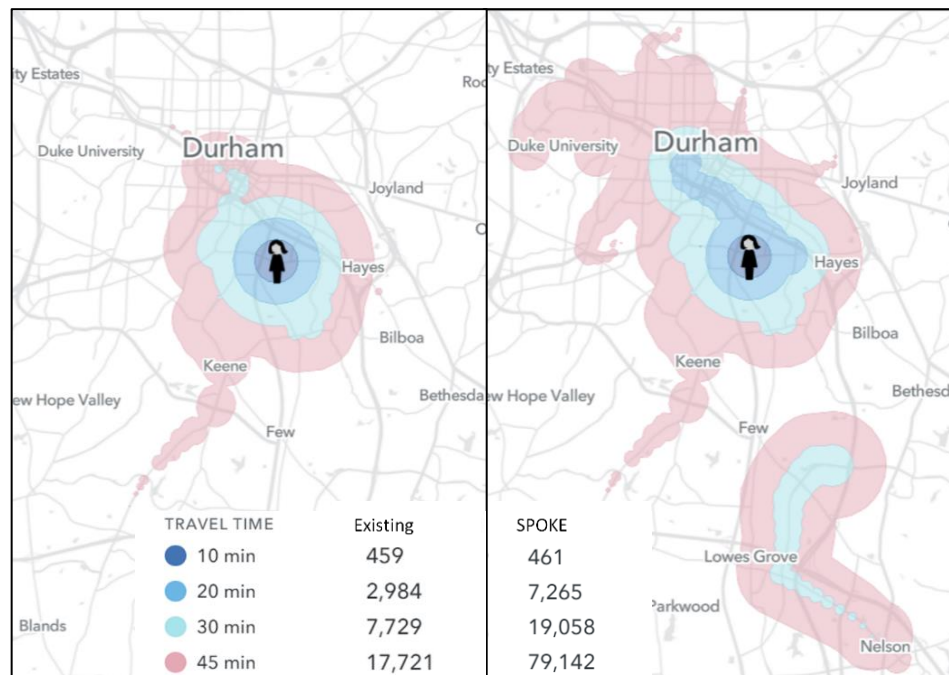 ity Estates
Roc
Durham
Duke University
Joyland
C
Hayes
Bilboa
Keene
ew Hope Valley
Bethesda
Few
Blands
TRAVEL TIME Existing
10 min 459
20 min 2,984
30 min 7,729
45 min 17,721
ty Estates
Ro
Durham
Duke University
Joyland
C
Hayes
Bilboa
Keene
ew Hope Valley
Bethesd
Few
Lowes Grove
Parkwood
Nelson
SPOKE
461
7,265
19,058
79,142